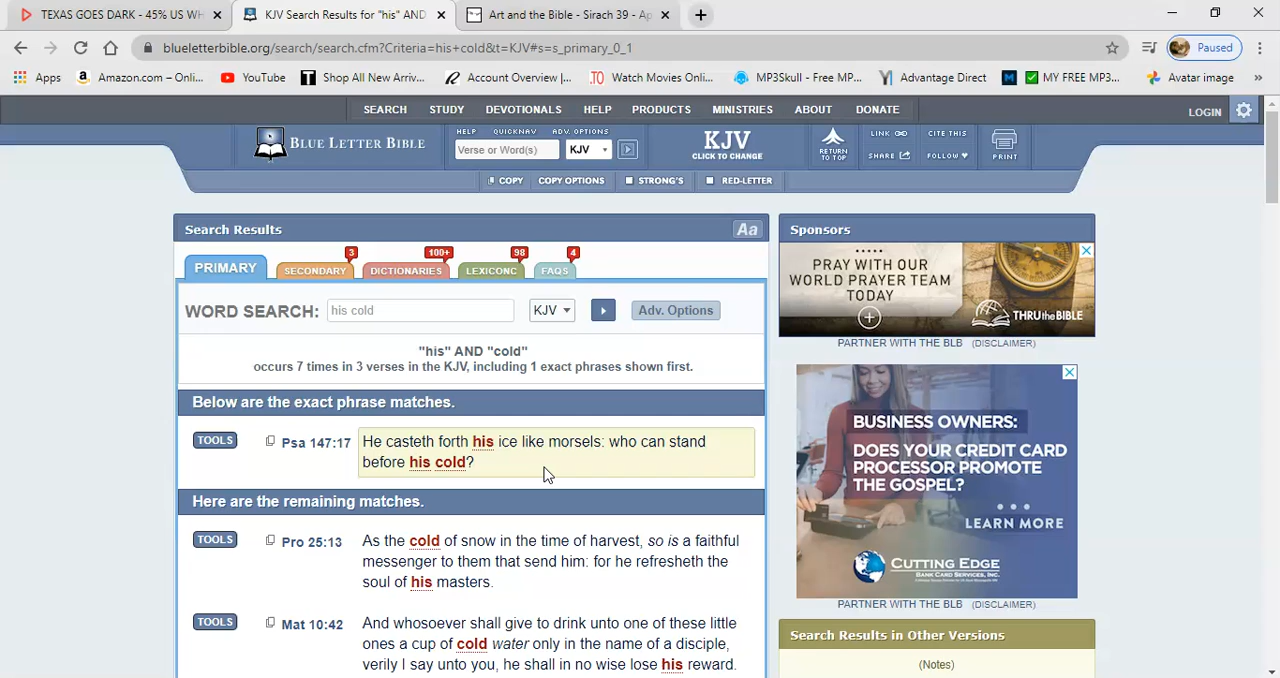 TEXAS GOES DARK - 45% US WH
KJV Search Results for "his" AND
Art and the Bible - Sirach 39 - Ap
blueletterbible.org/search/search.cfm?Criteria=his+cold&t=KJV#s=s_primary_0_1
Paused
Apps Amazon.com – Onli... YouTube Shop All New Arriv... Account Overview |... Watch Movies Onli... MP3Skull - Free MP... Advantage Direct MY FREE MP3... Avatar image »
SEARCH STUDY DEVOTIONALS HELP PRODUCTS MINISTRIES ABOUT DONATE LOGIN
BLUE LETTER BIBLE
HELP QUICKNAV ADV. OPTIONS
Verse or Word(s) KJV
KJV
CLICK TO CHANGE
RETURN
TO TOP
LINK CITE THIS
SHARE FOLLOW
PRINT
COPY COPY OPTIONS STRONG'S RED-LETTER
Search Results Aa
3 100+ 98 4
PRIMARY SECONDARY DICTIONARIES LEXICONC FAQS
WORD SEARCH: his cold KJV Adv. Options
"his" AND "cold"
occurs 7 times in 3 verses in the KJV, including 1 exact phrases shown first.
Below are the exact phrase matches.
TOOLS Psa 147:17 He casteth forth his ice like morsels: who can stand
before his cold?
Here are the remaining matches.
TOOLS Pro 25:13 As the cold of snow in the time of harvest, so is a faithful
messenger to them that send him: for he refresheth the
soul of his masters.
TOOLS Mat 10:42 And whosoever shall give to drink unto one of these little
ones a cup of cold water only in the name of a disciple,
verily I say unto you, he shall in no wise lose his reward.
Sponsors
PRAY WITH OUR
WORLD PRAYER TEAM
TODAY
THRU the BIBLE
PARTNER WITH THE BLB (DISCLAIMER)
BUSINESS OWNERS:
DOES YOUR CREDIT CARD
PROCESSOR PROMOTE
THE GOSPEL?
LEARN MORE
CUTTING EDGE
BANK CARD SERVICES, INC.
PARTNER WITH THE BLB (DISCLAIMER)
Search Results in Other Versions
(Notes)